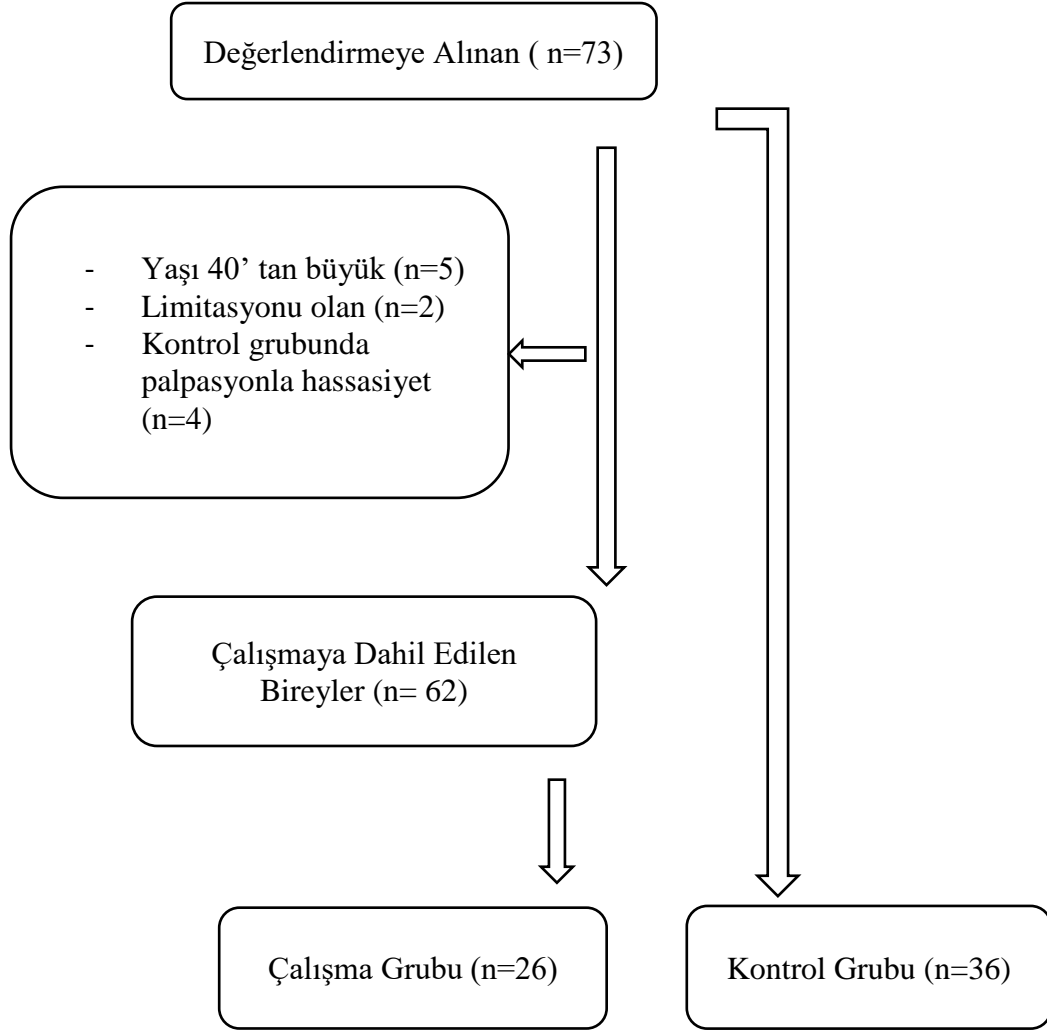 Değerlendirmeye Alınan ( n=73)
- Yaşı 40’ tan büyük (n=5)
- Limitasyonu olan (n=2)
- Kontrol grubunda
palpasyonla hassasiyet
(n=4)
Çalışmaya Dahil Edilen
Bireyler (n= 62)
Çalışma Grubu (n=26)
Kontrol Grubu (n=36)